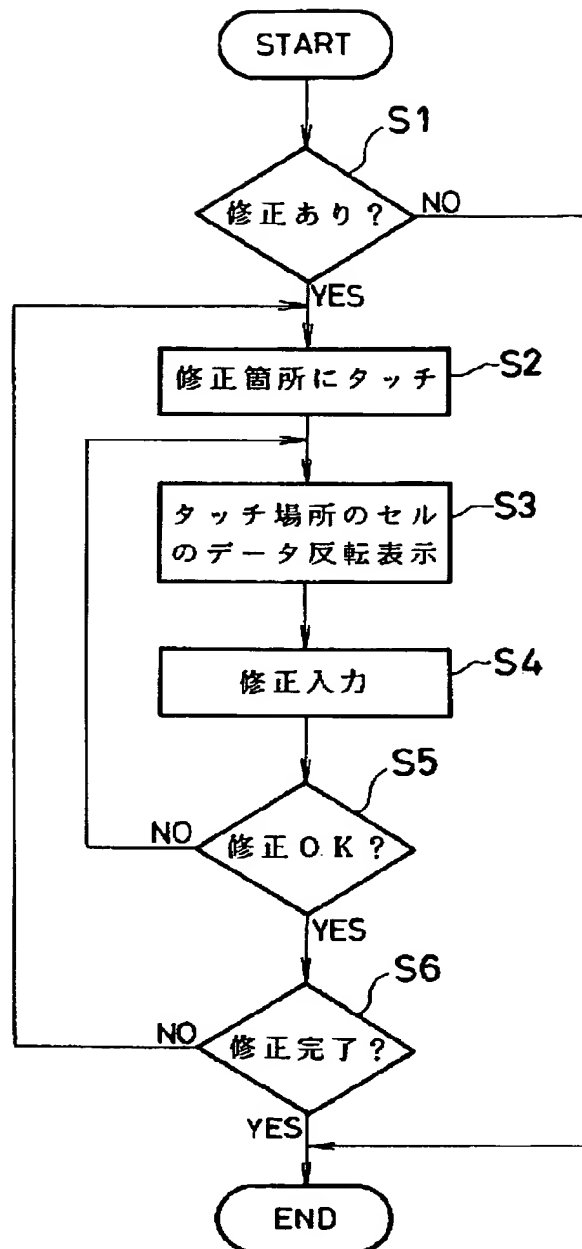 START
S1
修正あり?
NO
YES
修正箇所にタッチ
S2
タッチ場所のセル
のデータ反転表示
S3
修正入力
S4
S5
NO
修正OK?
YES
S6
NO
修正完了?
YES
END